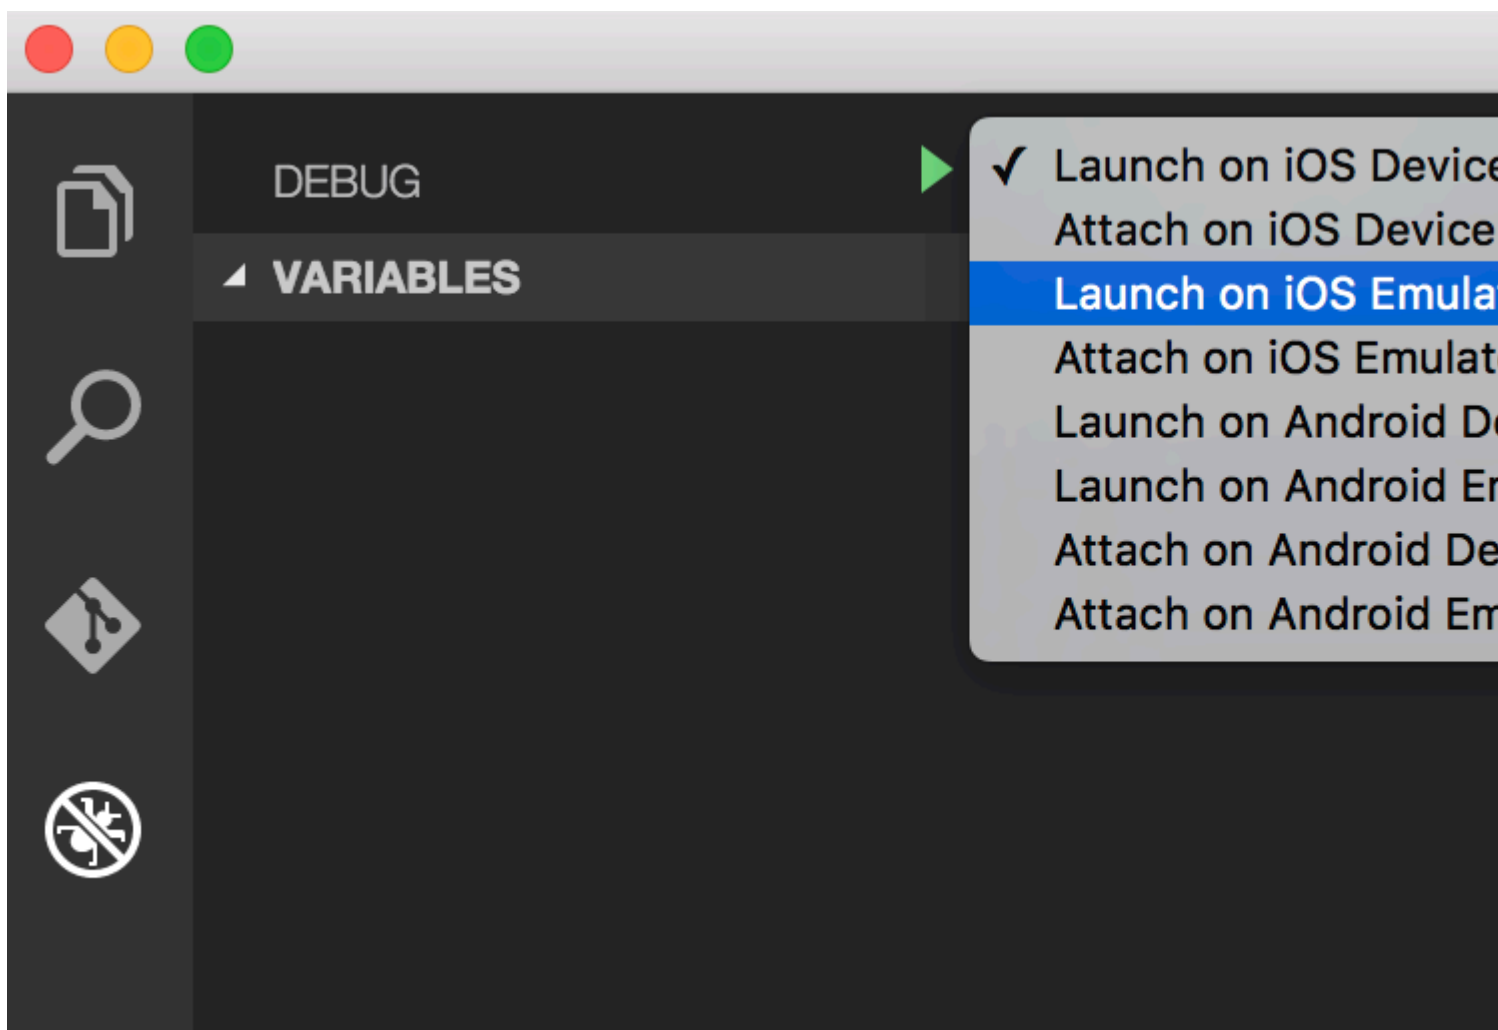 DEBUG
VARIABLES
✓ Launch on iOS Device
Attach on iOS Device
Launch on iOS
Attach on iOS
Launch on Android
Launch on Android
Attach on Android
Attach on Android